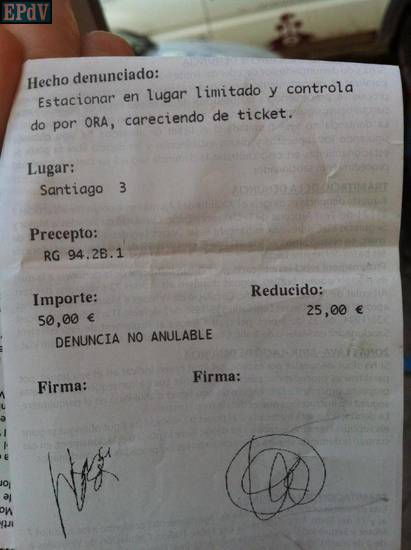 EPdV
Hecho denunciado:
Estacionar en lugar limitado y controla
do por ORA, careciendo de ticket.
Lugar:
Santiago 3
Precepto:
RG 94.2B.1
Importe:
Reducido:
50,00 €
25,00 €
DENUNCIA NO ANULABLE
Firma:
Firma: